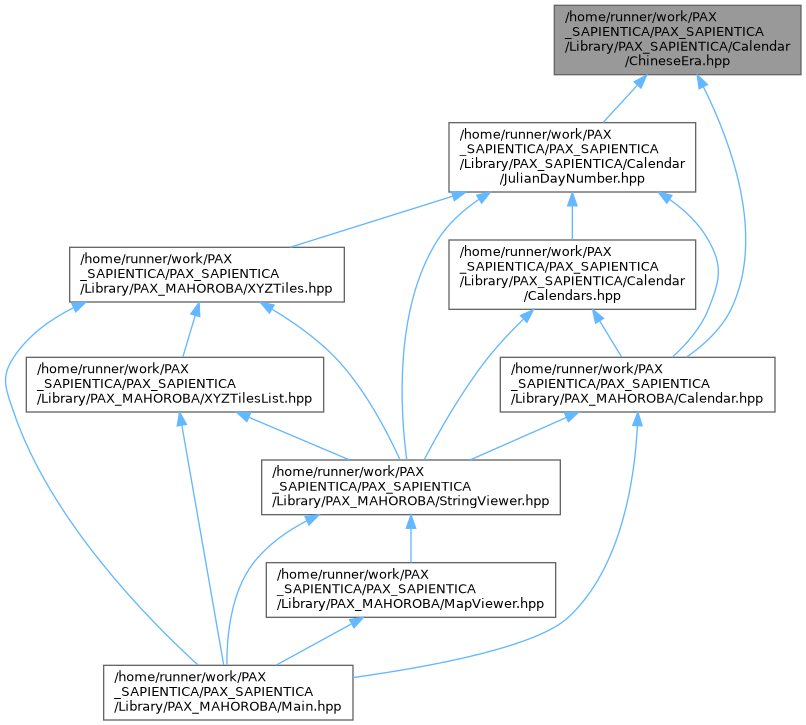 /home/runner/work/PAX
_SAPIENTICA/PAX_SAPIENTICA
/Library/PAX_SAPIENTICA/Calendar
/ChineseEra.hpp
/home/runner/work/PAX
_SAPIENTICA/PAX_SAPIENTICA
/Library/PAX_SAPIENTICA/Calendar
/JulianDayNumber.hpp
/home/runner/work/PAX
_SAPIENTICA/PAX_SAPIENTICA
/Library/PAX_MAHOROBA/XYZTiles.hpp
/home/runner/work/PAX
_SAPIENTICA/PAX_SAPIENTICA
/Library/PAX_SAPIENTICA/Calendar
/Calendars.hpp
/home/runner/work/PAX
_SAPIENTICA/PAX_SAPIENTICA
/Library/PAX_MAHOROBA/XYZTilesList.hpp
/home/runner/work/PAX
_SAPIENTICA/PAX_SAPIENTICA
/Library/PAX_MAHOROBA/Calendar.hpp
/home/runner/work/PAX
_SAPIENTICA/PAX_SAPIENTICA
/Library/PAX_MAHOROBA/StringViewer.hpp
/home/runner/work/PAX
_SAPIENTICA/PAX_SAPIENTICA
/Library/PAX_MAHOROBA/MapViewer.hpp
/home/runner/work/PAX
_SAPIENTICA/PAX_SAPIENTICA
/Library/PAX_MAHOROBA/Main.hpp